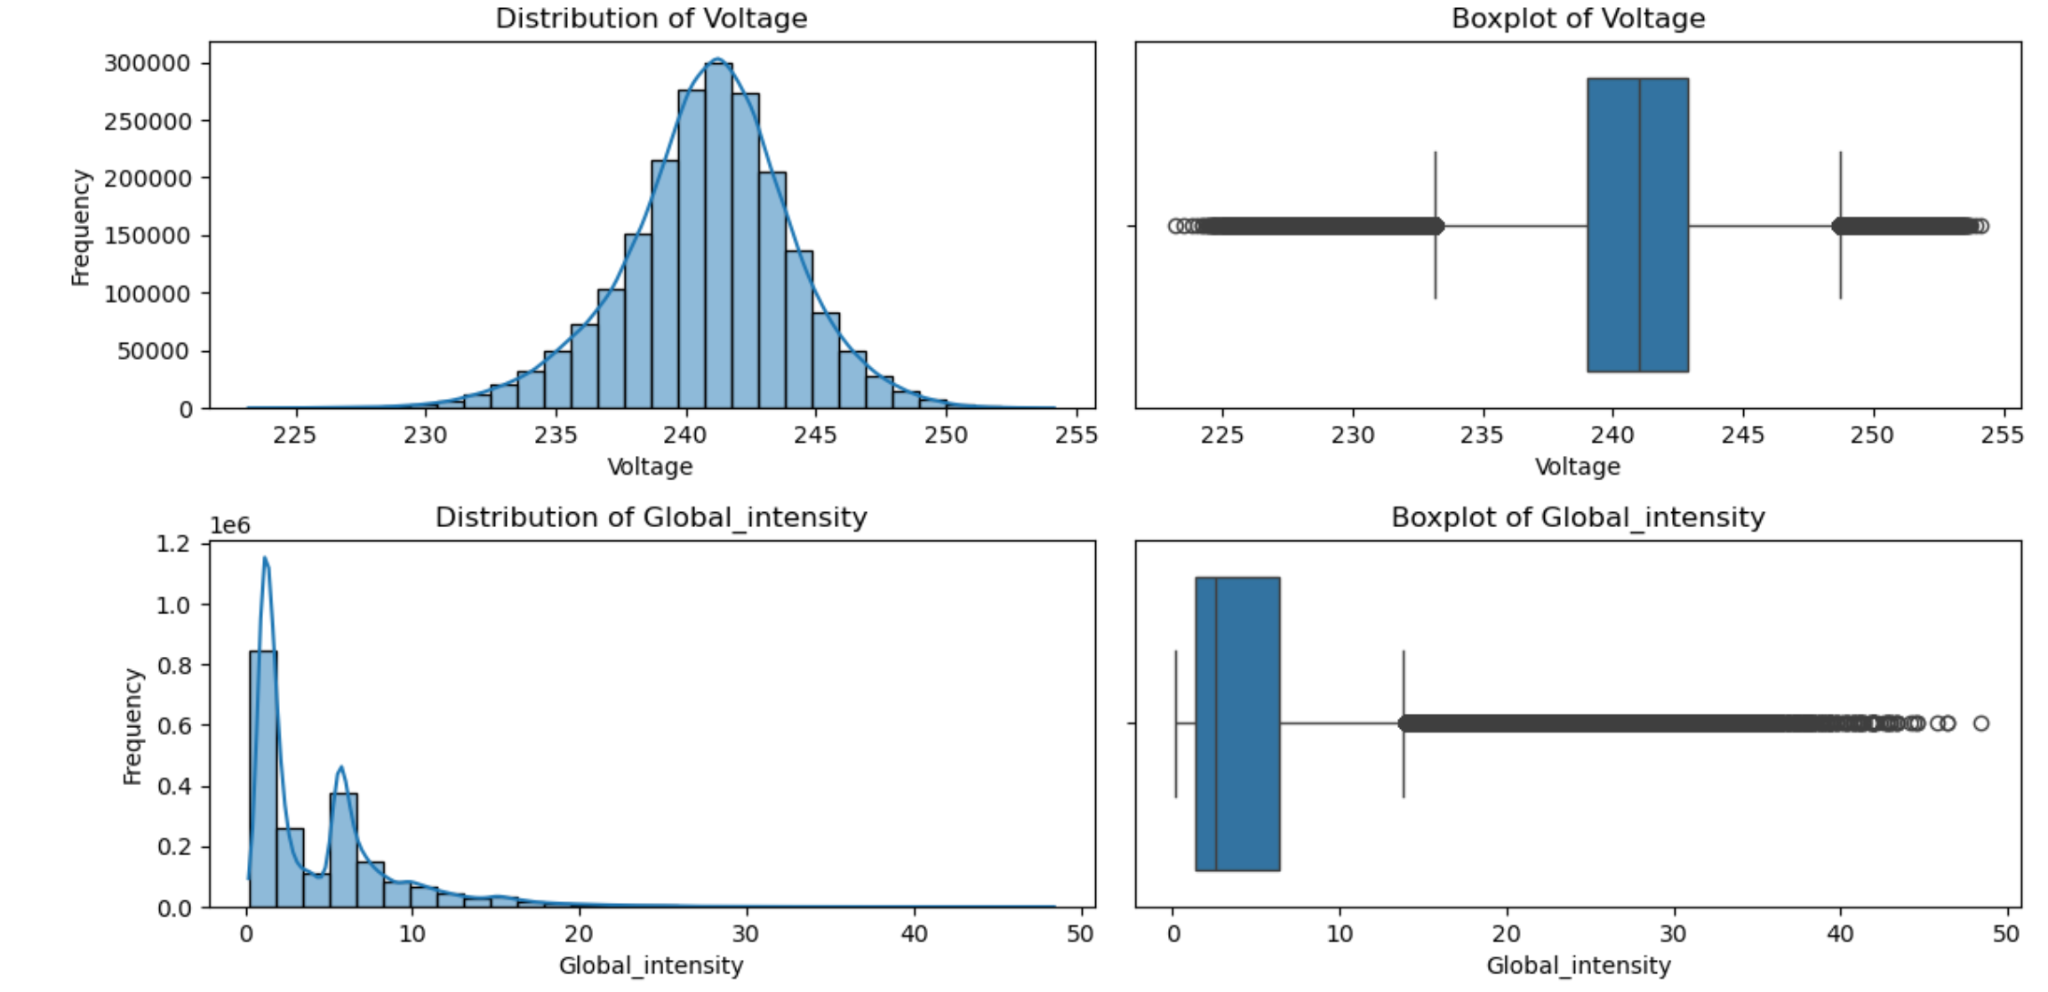 Distribution of Voltage
Frequency
300000
250000
200000
150000
100000
50000
0
225 230 235 240 245 250 255
Voltage
Boxplot of Voltage
225 230 235 240 245 250 255
Voltage
Distribution of Global_intensity
1e6
Frequency
1.2
1.0
0.8
0.6
0.4
0.2
0.0
0 10 20 30 40 50
Global_intensity
Boxplot of Global_intensity
0 10 20 30 40 50
Global_intensity